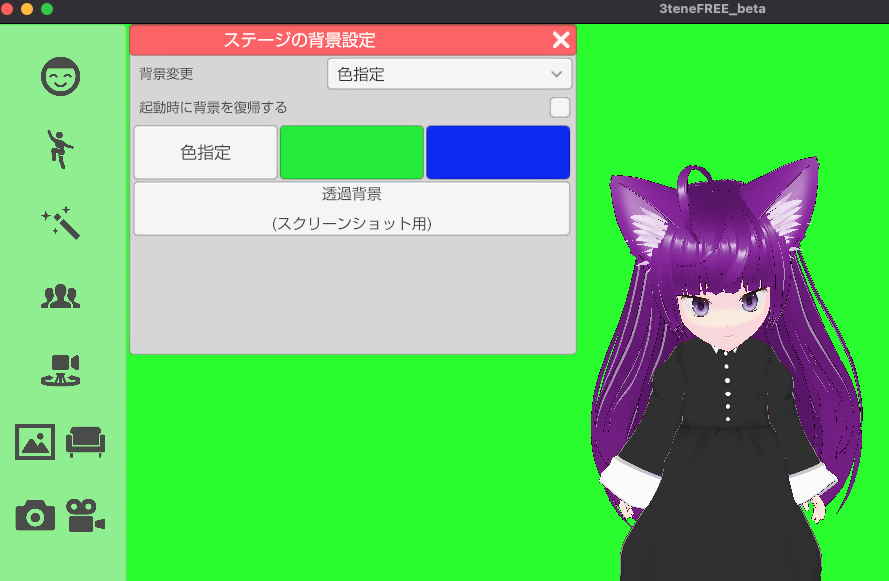 3teneFREE_beta
ステージの背景設定
背景変更
色指定
起動時に背景を復帰する
色指定
透過背景
(スクリーンショット用)